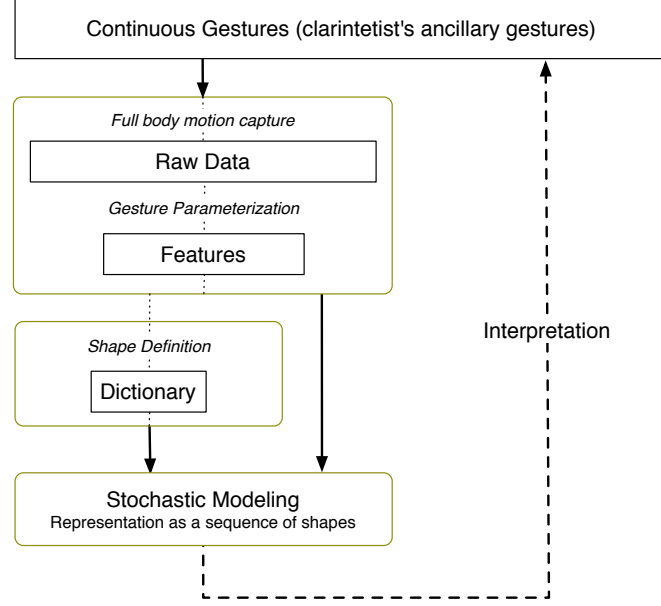 Continuous Gestures (clarintetist's ancillary gestures)
Full body motion capture
Raw Data
Gesture Parameterization
Features
Shape Definition
Dictionary
Interpretation
Stochastic Modeling
Representation as a sequence of shapes